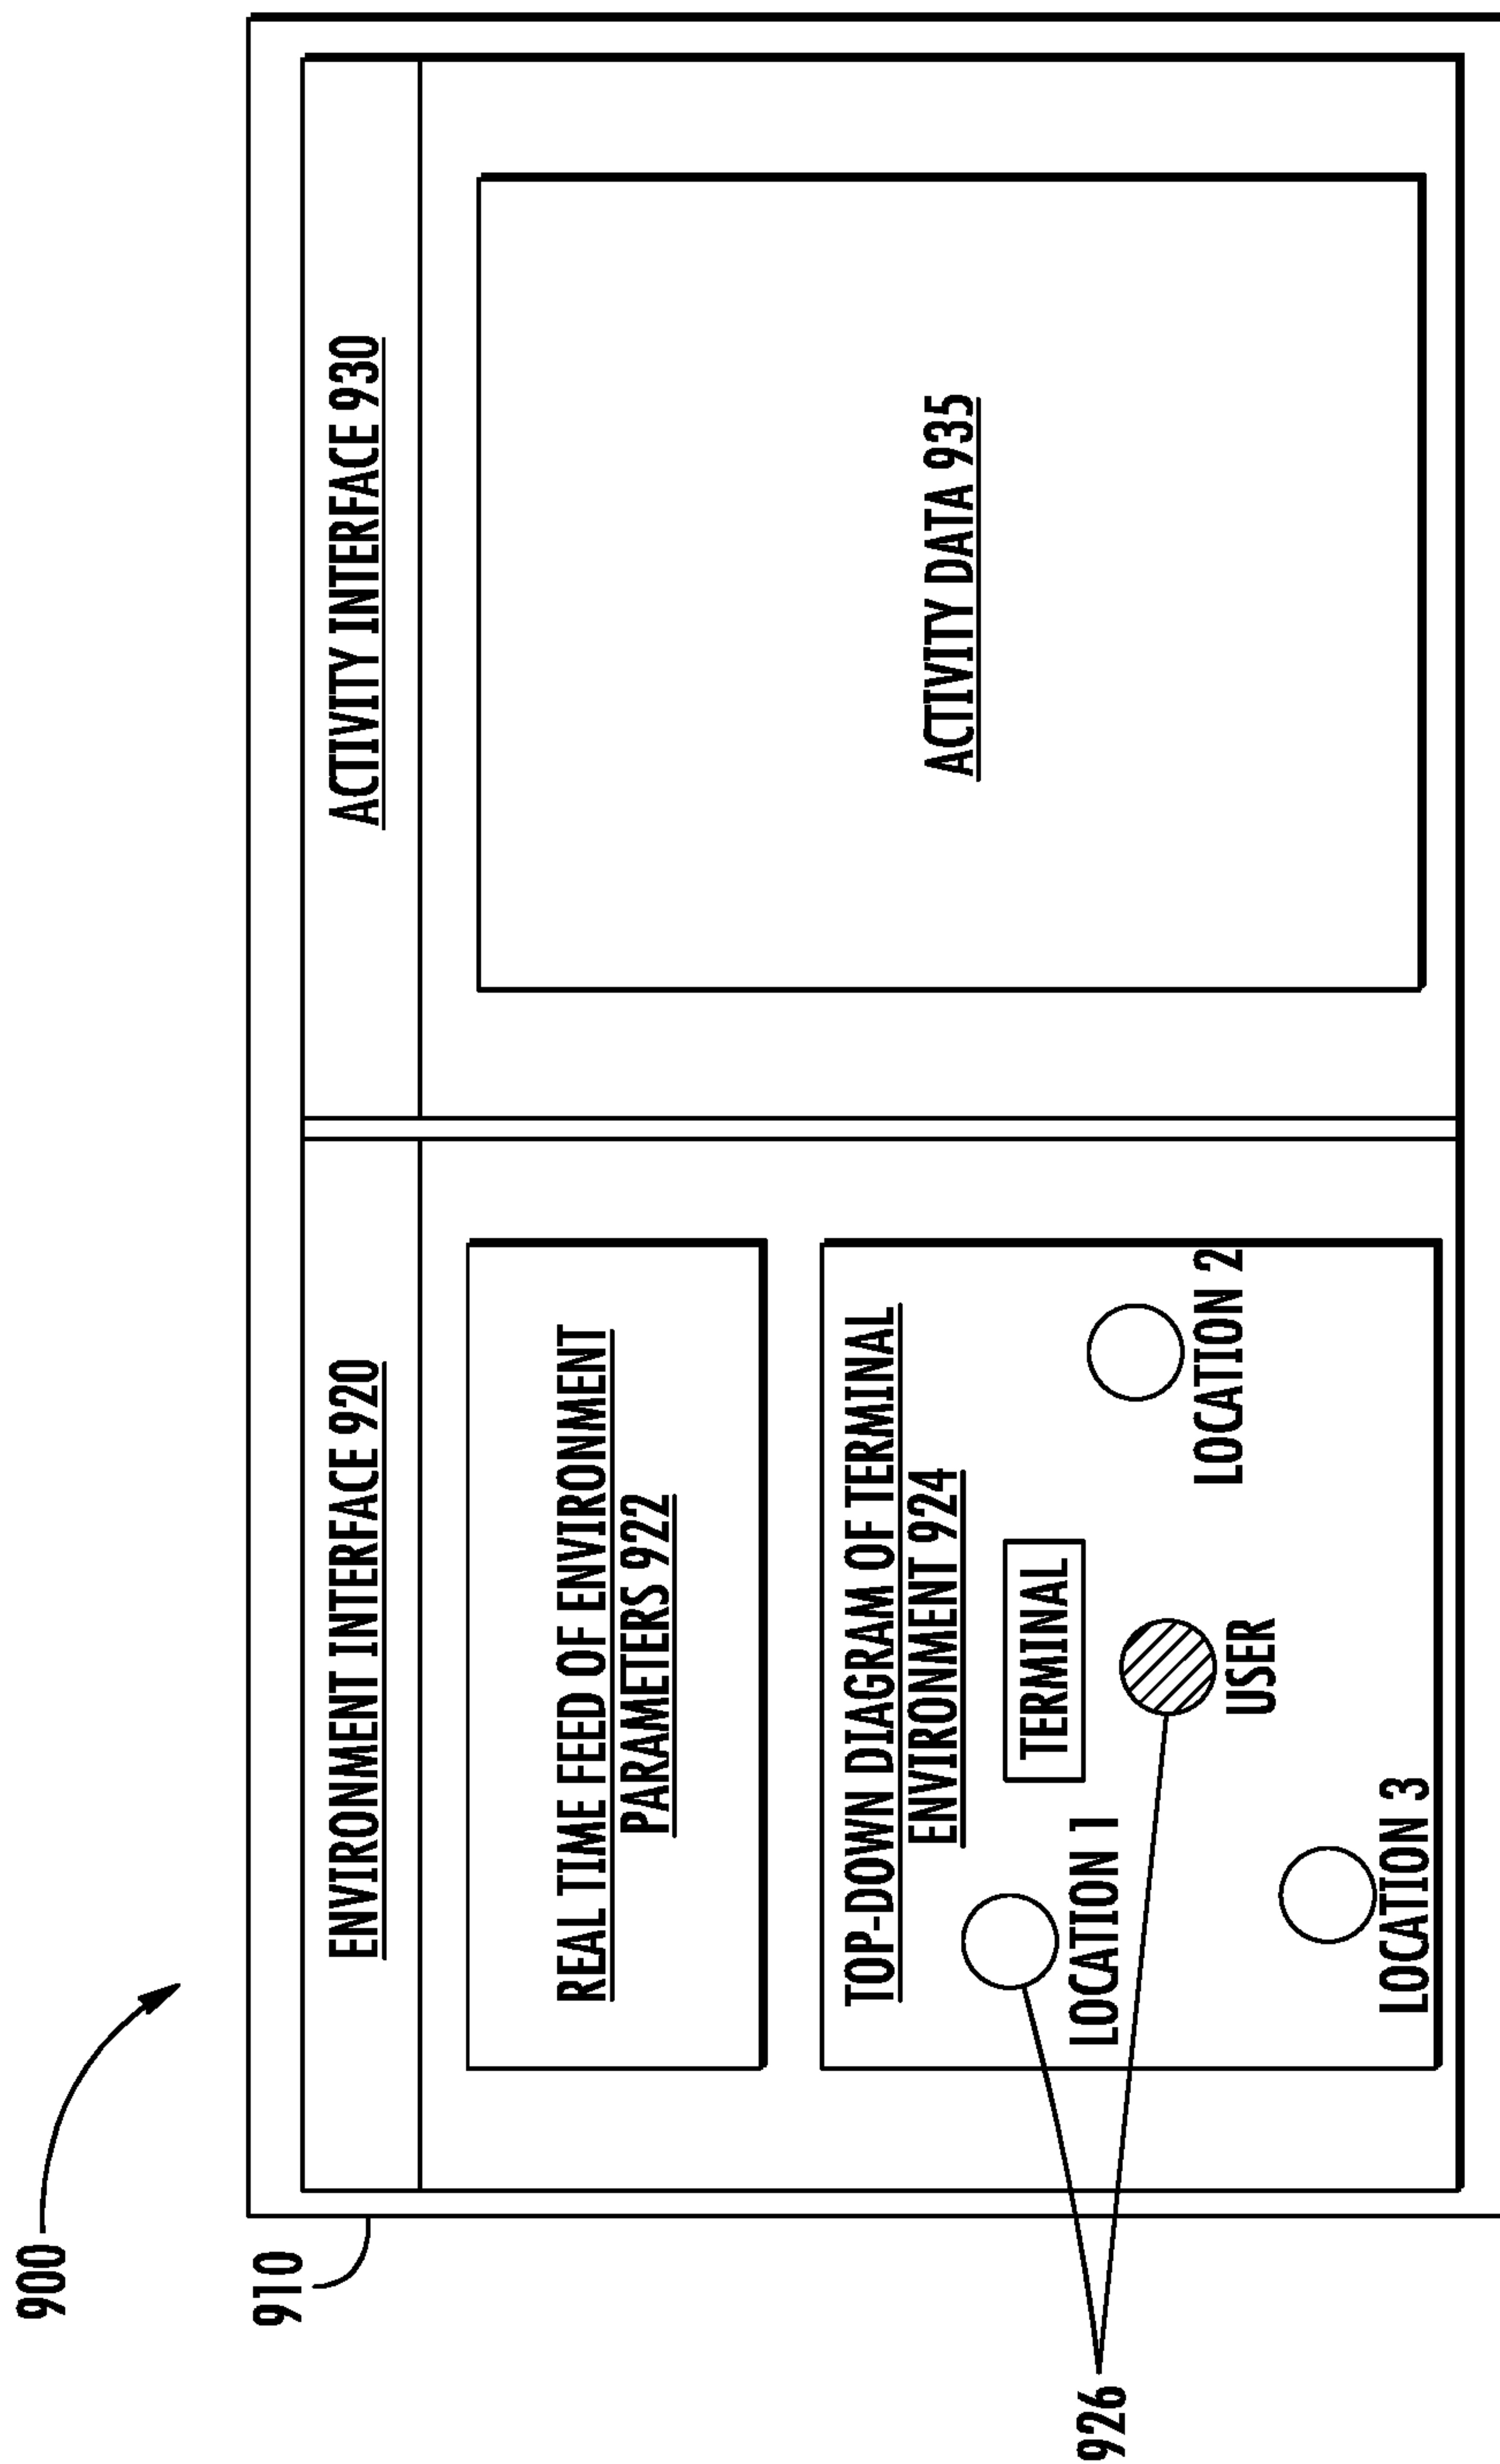 900
910
ENVIRONMENT INTERFACE 920
ACTIVITY INTERFACE 930
REAL TIME FEED OF ENVIRONMENT
PARAMETERS 922
TOP-DOWN DIAGRAM OF TERMINAL
ENVIRONMENT 924
TERMINAL
LOCATION 1
USER
LOCATION 2
LOCATION 3
926
ACTIVITY DATA 935